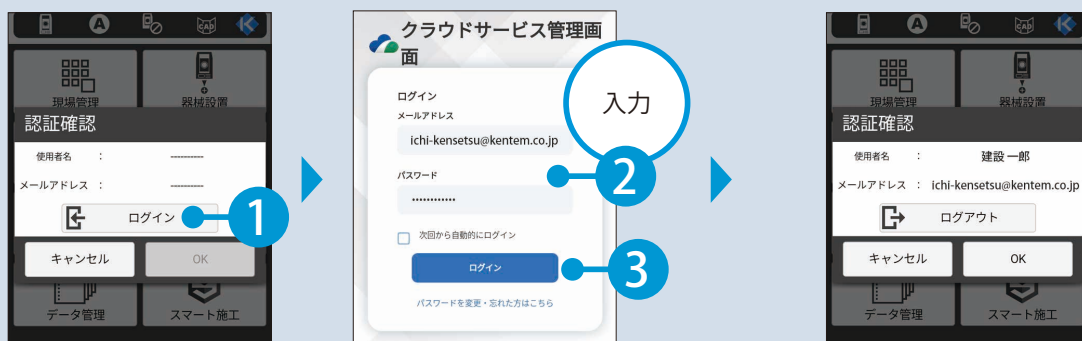 A
CAD
現場管理
器械設置
認証確認
使用者名 : ----------
メールアドレス : ----------
ログイン
1
キャンセル
OK
データ管理
スマート施工
クラウドサービス管理画
面
ログイン
メールアドレス
ichi-kensetsu@kentem.co.jp
入力
パスワード
............
2
次回から自動的にログイン
ログイン
3
パスワードを変更・忘れた方はこちら
A
CAD
現場管理
器械設置
認証確認
使用者名 : 建設 一郎
メールアドレス : ichi-kensetsu@kentem.co.jp
ログアウト
キャンセル
OK
データ管理
スマート施工